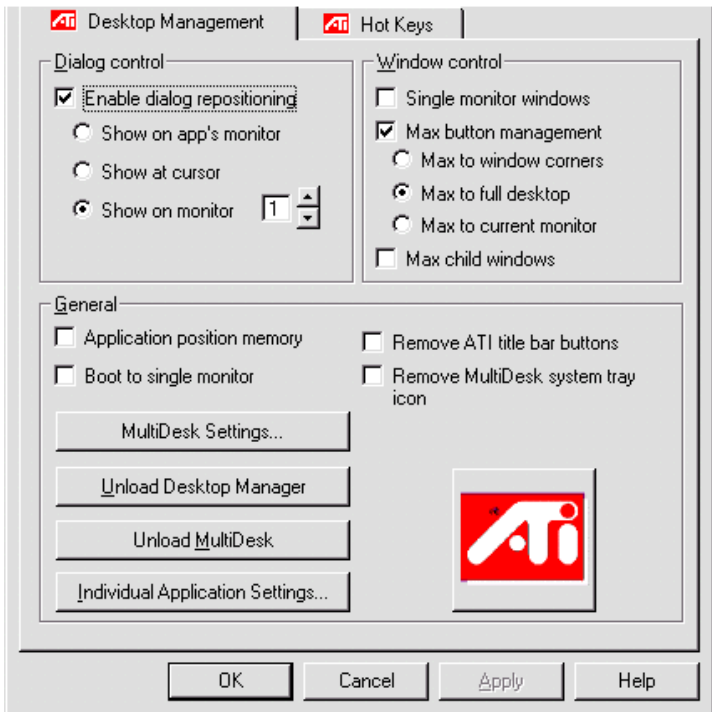 ATI Desktop Management
ATI Hot Keys
Dialog control
Enable dialog repositioning
Show on app's monitor
Show at cursor
Show on monitor 1
Window control
Single monitor windows
Max button management
Max to window corners
Max to full desktop
Max to current monitor
Max child windows
General
Application position memory
Boot to single monitor
Remove ATI title bar buttons
Remove MultiDesk system tray
icon
MultiDesk Settings...
Unload Desktop Manager
Unload MultiDesk
Individual Application Settings...
ATI
OK
Cancel
Apply
Help